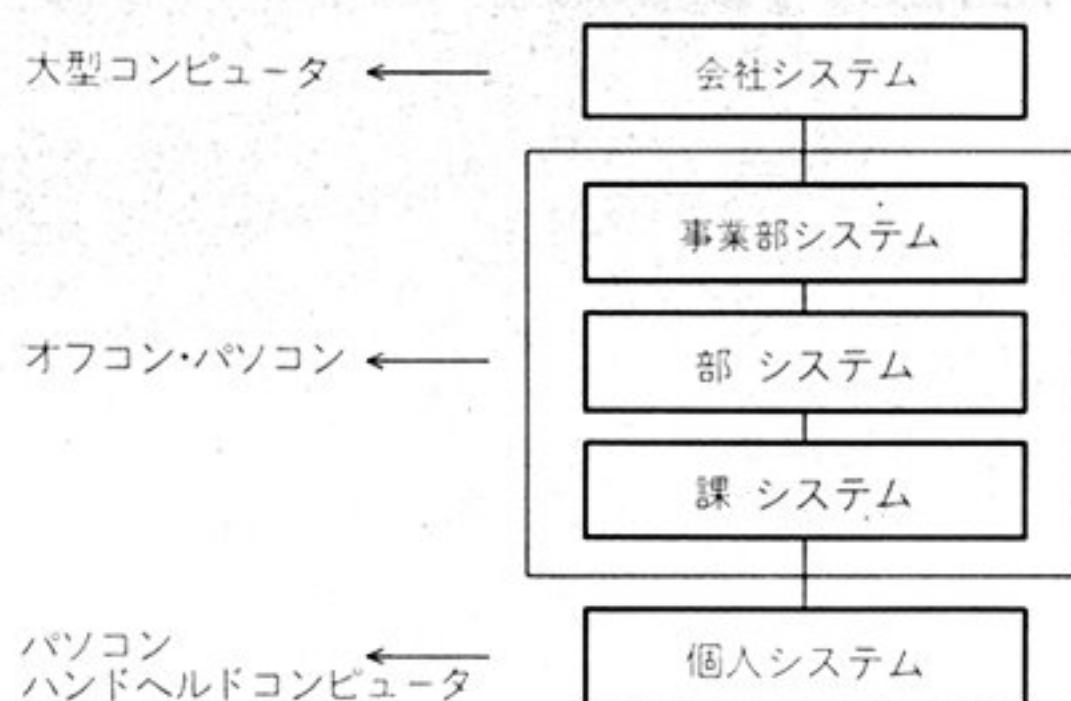 大型コンピュータ
会社システム
事業部システム
オフコン・パソコン
部 システム
課 システム
パソコン
ハンドヘルドコンピュータ
個人システム